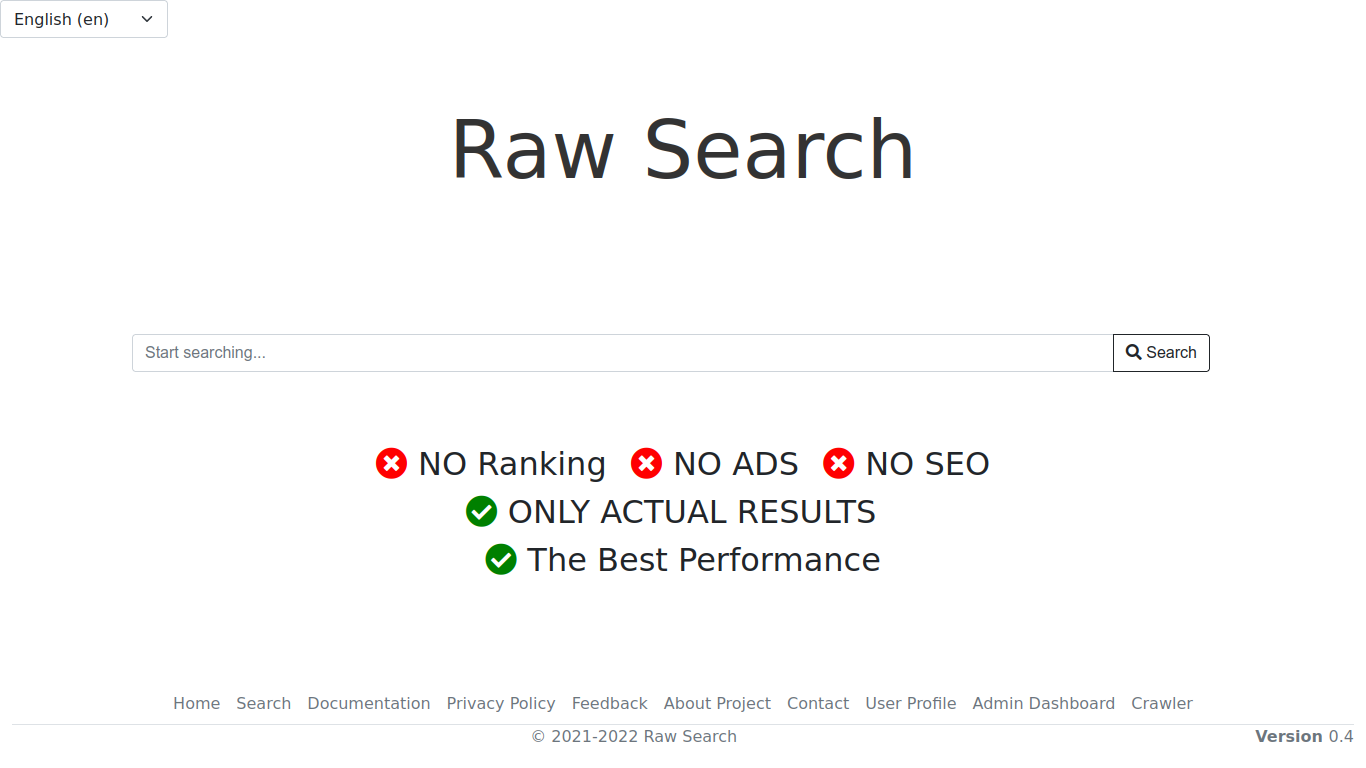 English (en)
Raw Search
Start searching... Search
NO Ranking NO ADS NO SEO
ONLY ACTUAL RESULTS
The Best Performance
Home Search Documentation Privacy Policy Feedback About Project Contact User Profile Admin Dashboard Crawler
© 2021-2022 Raw Search Version 0.4